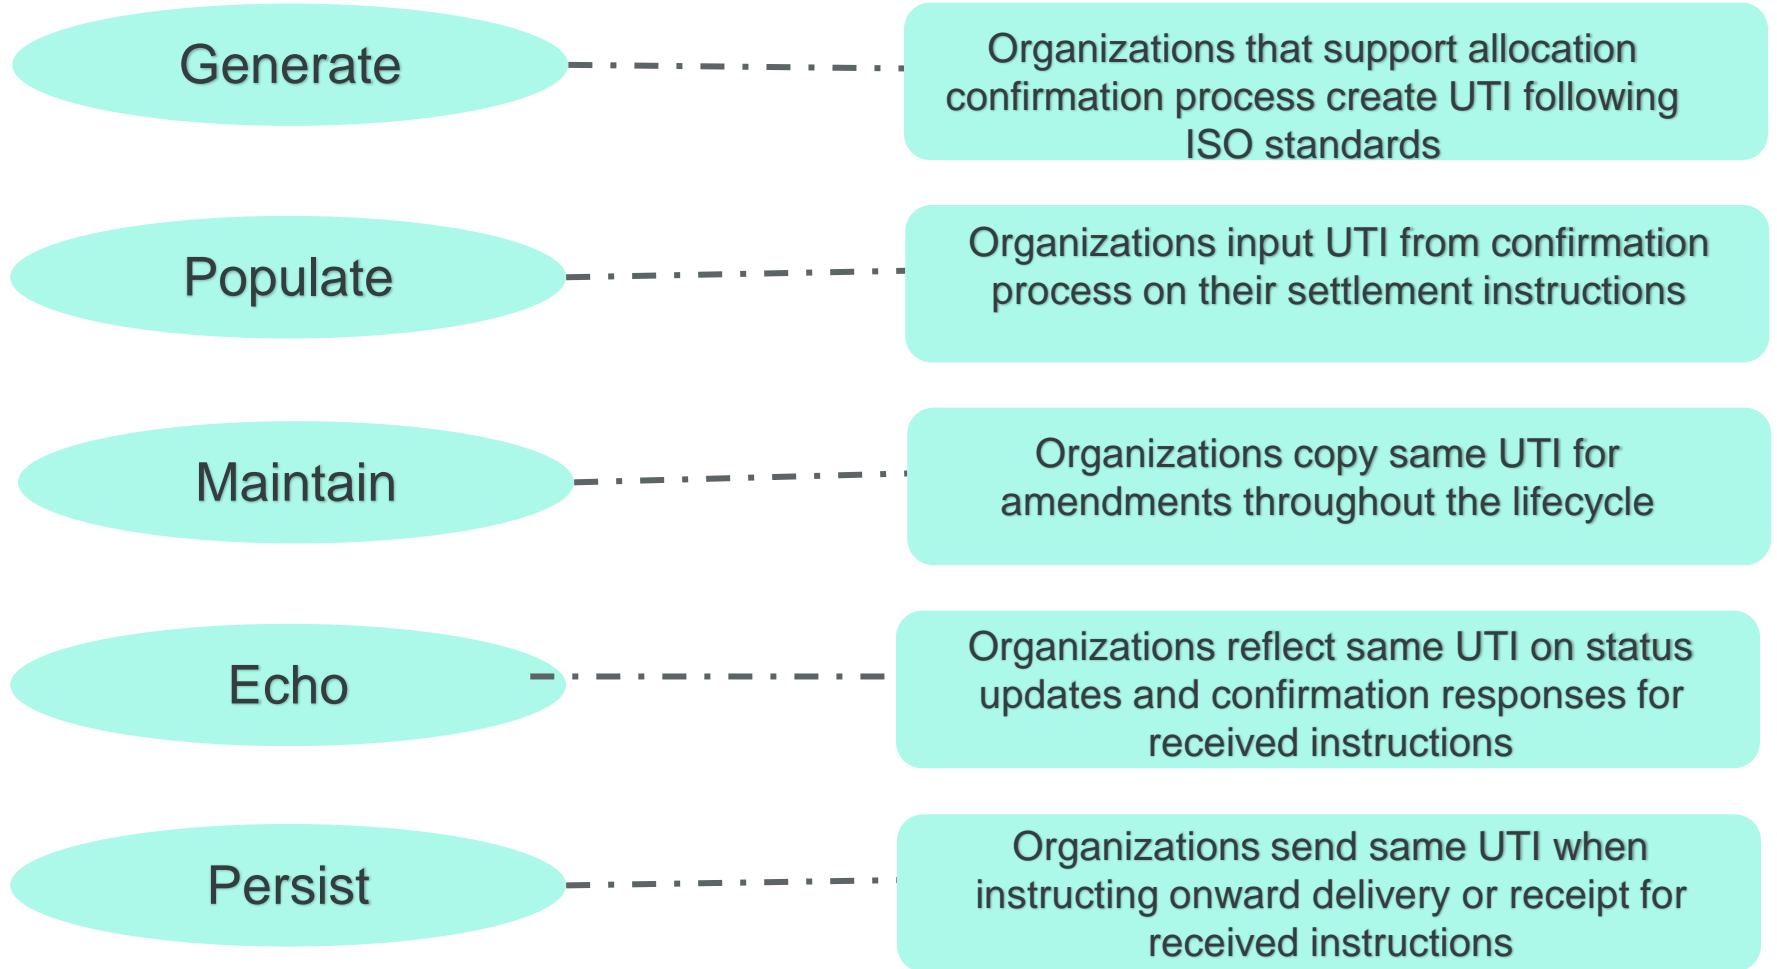 Generate
Organizations that support allocation
confirmation process create UTI following
ISO standards
Populate
Organizations input UTI from confirmation
process on their settlement instructions
Maintain
Organizations copy same UTI for
amendments throughout the lifecycle
Echo
Organizations reflect same UTI on status
updates and confirmation responses for
received instructions
Persist
Organizations send same UTI when
instructing onward delivery or receipt for
received instructions